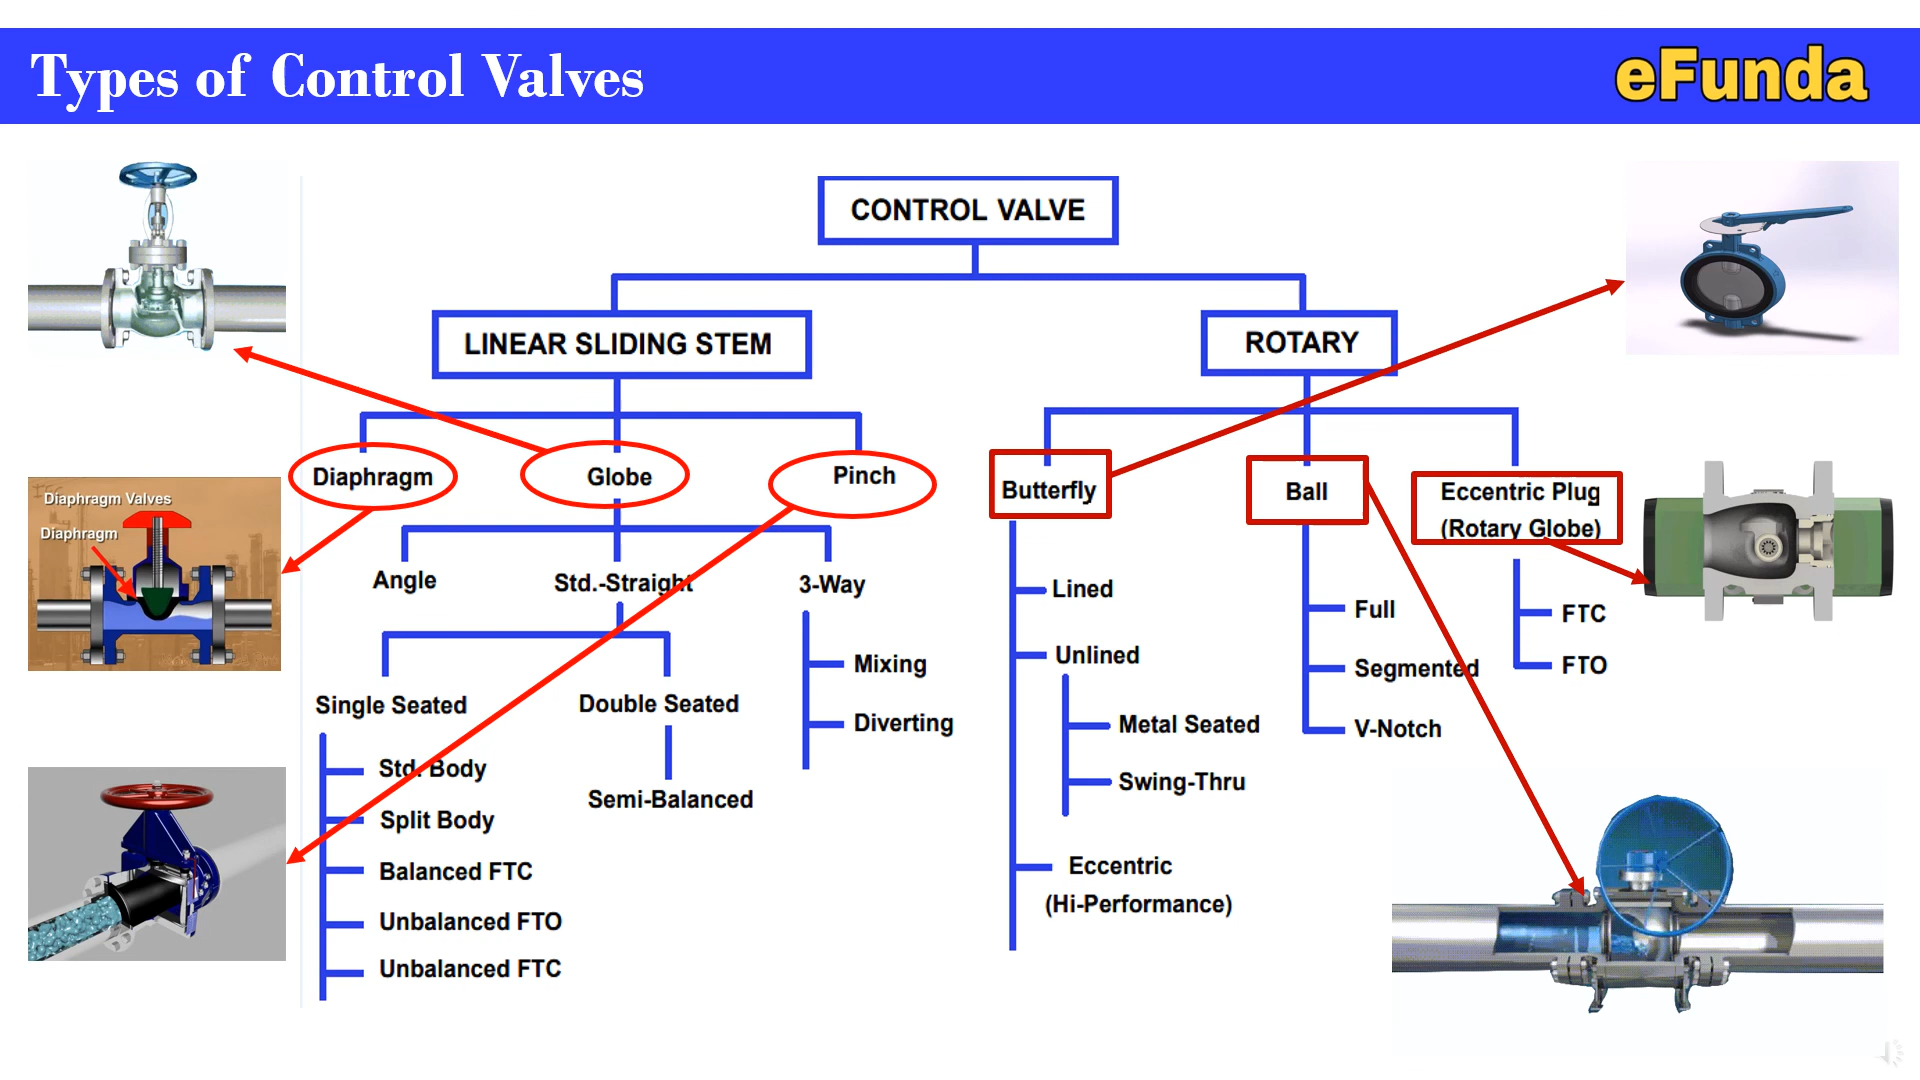 Types of Control Valves
eFunda
CONTROL VALVE
LINEAR SLIDING STEM
ROTARY
Diaphragm
Globe
Pinch
Butterfly
Ball
Eccentric Plug
(Rotary Globe)
Diaphragm Valves
Diaphragm
Angle
Std.-Straight
3-Way
Mixing
Diverting
Single Seated
Double Seated
Std. Body
Split Body
Balanced FTC
Unbalanced FTO
Unbalanced FTC
Semi-Balanced
Lined
Unlined
Metal Seated
Swing-Thru
Eccentric
(Hi-Performance)
Full
Segmented
V-Notch
FTC
FTO